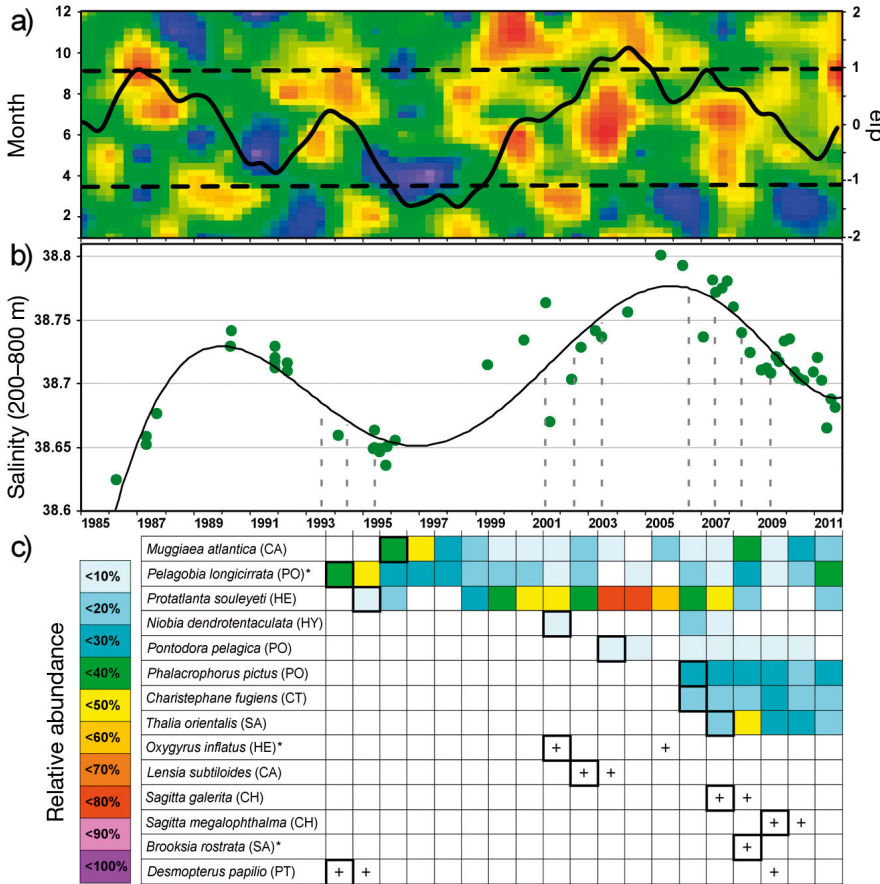 a)
12
10
8
6
4
2
Month
2
1
0
-1
-2
dip
b)
38.8
38.75
38.7
38.65
38.6
Salinity (200–800 m)
1985 1987 1989 1991 1993 1995 1997 1999 2001 2003 2005 2007 2009 2011
c)
Relative abundance
<10%
<20%
<30%
<40%
<50%
<60%
<70%
<80%
<90%
<100%
Muggiaea atlantica (CA)
Pelagobia longicirrata (PO)*
Protatlanta souleyeti (HE)
Niobia dendrotentaculata (HY)
Pontodora pelagica (PO)
Phalacrophorus pictus (PO)
Charistephane fugiens (CT)
Thalia orientalis (SA)
Oxygyrus inflatus (HE)* + +
Lensia subtiloides (CA) + +
Sagitta galerita (CH) + +
Sagitta megalophthalma (CH) + +
Brooksia rostrata (SA)* +
Desmopterus papilio (PT) + + +